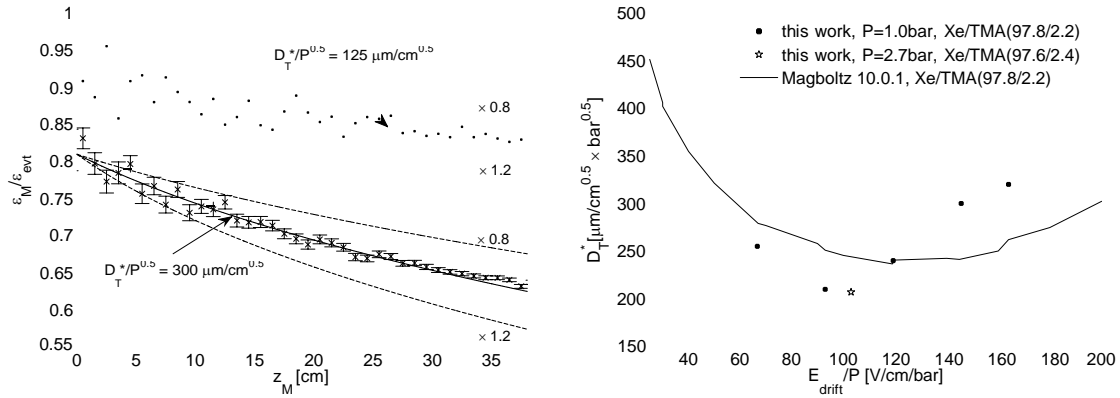 1
0.95
0.9
0.85
0.8
0.75
0.7
0.65
0.6
0.55
ε_M/ε_evt
D_T^*/P^0.5 = 125 μm/cm^0.5
× 0.8
× 1.2
× 0.8
D_T^*/P^0.5 = 300 μm/cm^0.5
× 1.2
0 5 10 15 20 25 30 35
z_M [cm]
500
450
400
350
300
250
200
150
D_T^* [μm/cm^0.5 × bar^0.5]
this work, P=1.0bar, Xe/TMA(97.8/2.2)
this work, P=2.7bar, Xe/TMA(97.6/2.4)
Magboltz 10.0.1, Xe/TMA(97.8/2.2)
40 60 80 100 120 140 160 180 200
E_drift/P [V/cm/bar]